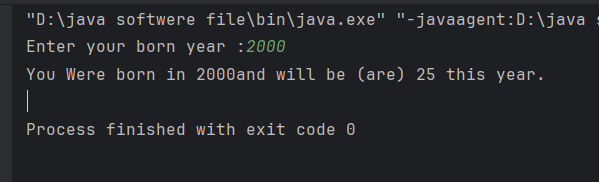 "D:\java softwere file\bin\java.exe" "-javaagent:D:\java s
Enter your born year :2000
You Were born in 2000and will be (are) 25 this year.
Process finished with exit code 0